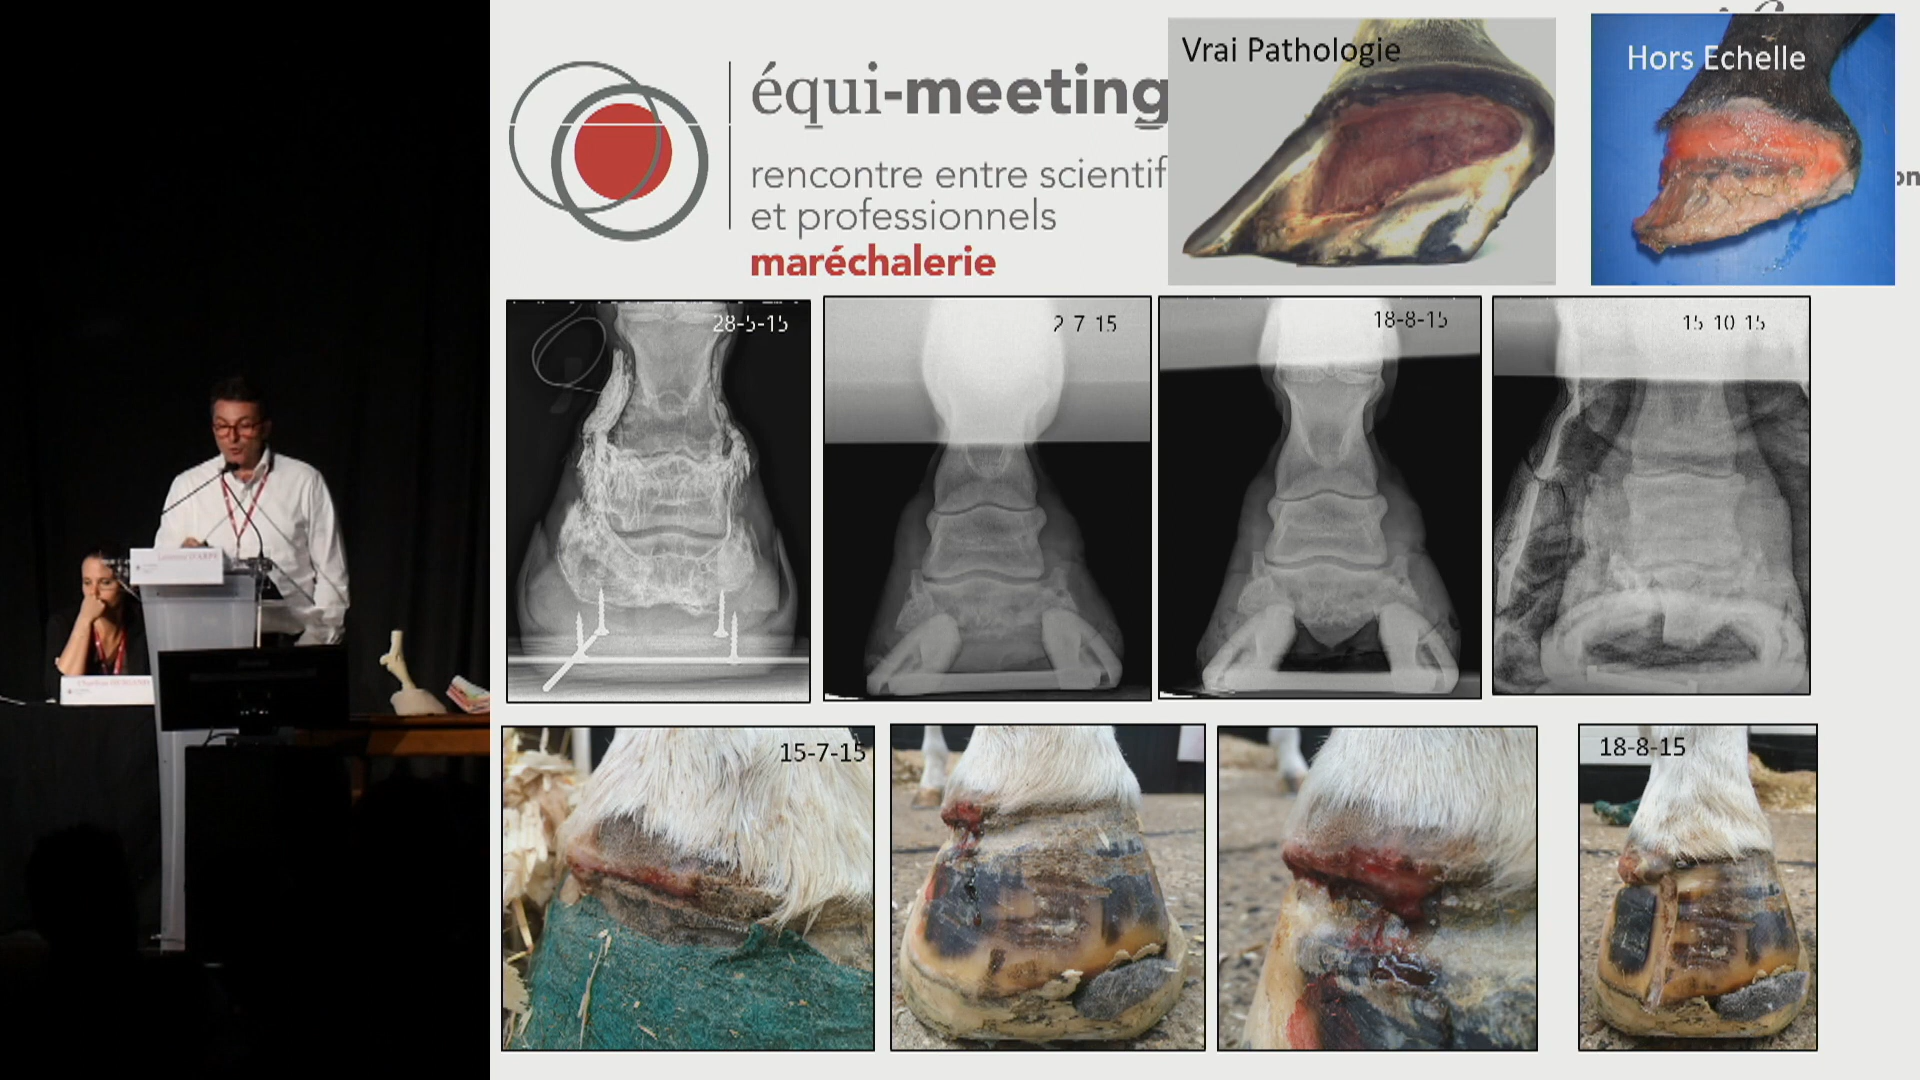 équi-meeting
rencontre entre scientif
et professionnels
maréchalerie
Vrai Pathologie
Hors Echelle
on
28-5-15
2 7 15
18-8-15
15 10 15
15-7-15
18-8-15